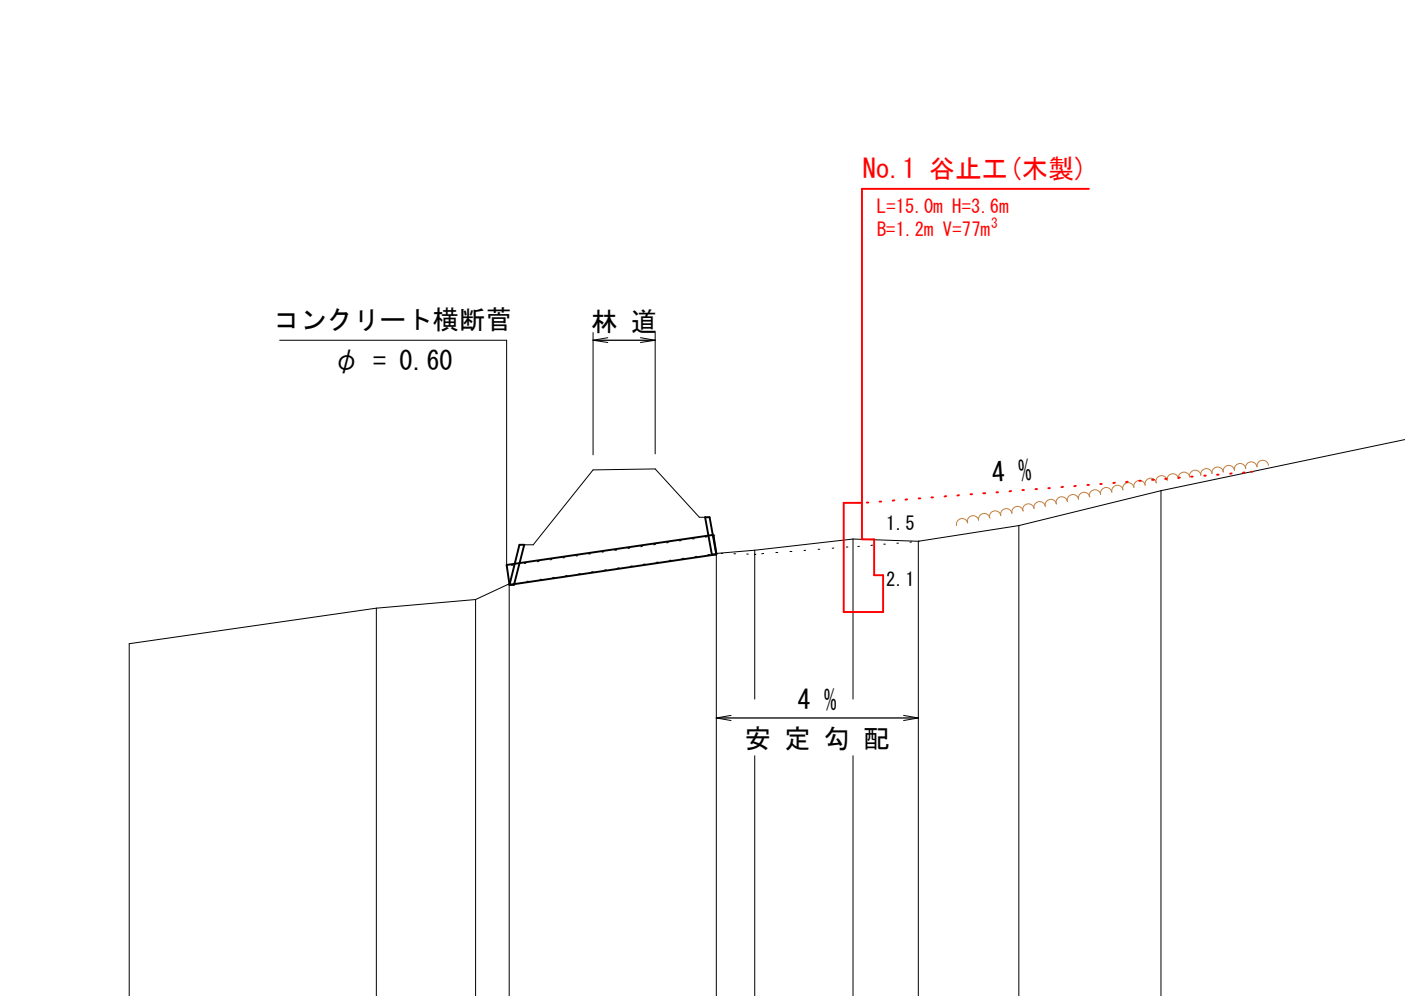 No.1 谷止工(木製)
L=15.0m H=3.6m
B=1.2m V=77m³
コンクリート横断菅
林 道
φ = 0.60
4 %
1.5
2.1
4 %
安 定 勾 配